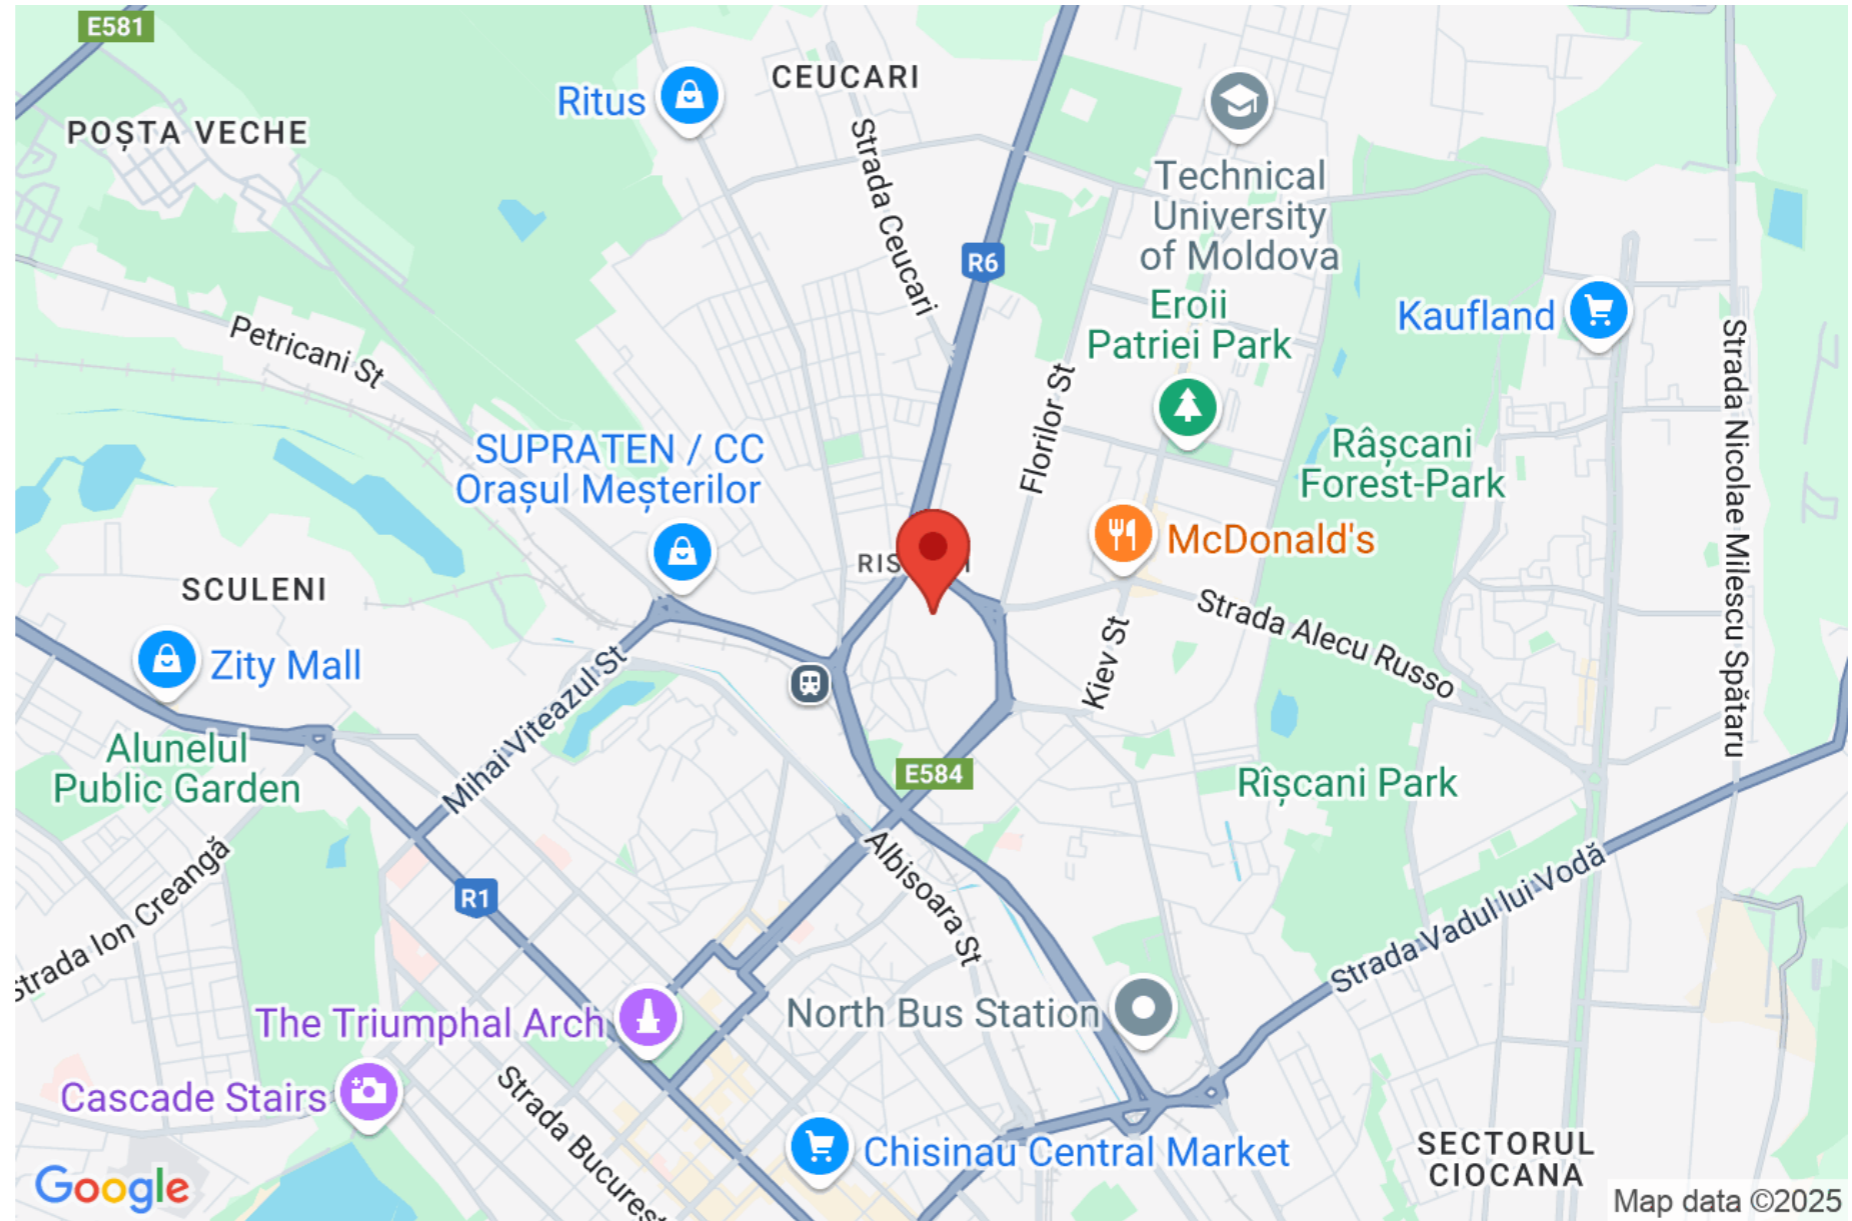 E581
CEUCARI
Ritus
POȘTA VECHE
Strada Ceucari
Technical
University
of Moldova
R6
Eroii
Patriei Park
Kaufland
Petricani St
Strada Nicolae Milescu Spătaru
Florilor St
SUPRATEN / CC
Orașul Meșterilor
Râșcani
Forest-Park
McDonald's
SCULENI
Strada Alecu Russo
Kiev St
Zity Mall
Mihai Viteazul St
Alunelul
Public Garden
E584
Rîșcani Park
Albisoara St
Strada Ion Creangă
R1
Strada Vadul lui Vodă
North Bus Station
The Triumphal Arch
Cascade Stairs
Strada București
Chisinau Central Market
SECTORUL
CIOCANA
Google
Map data ©2025